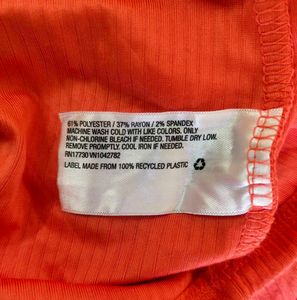 61% POLYESTER / 37% RAYON / 2% SPANDEX
MACHINE WASH COLD WITH LIKE COLORS. ONLY
NON-CHLORINE BLEACH IF NEEDED. TUMBLE DRY LOW.
REMOVE PROMPTLY. COOL IRON IF NEEDED.
RN17730 VN1042782
LABEL MADE FROM 100% RECYCLED PLASTIC